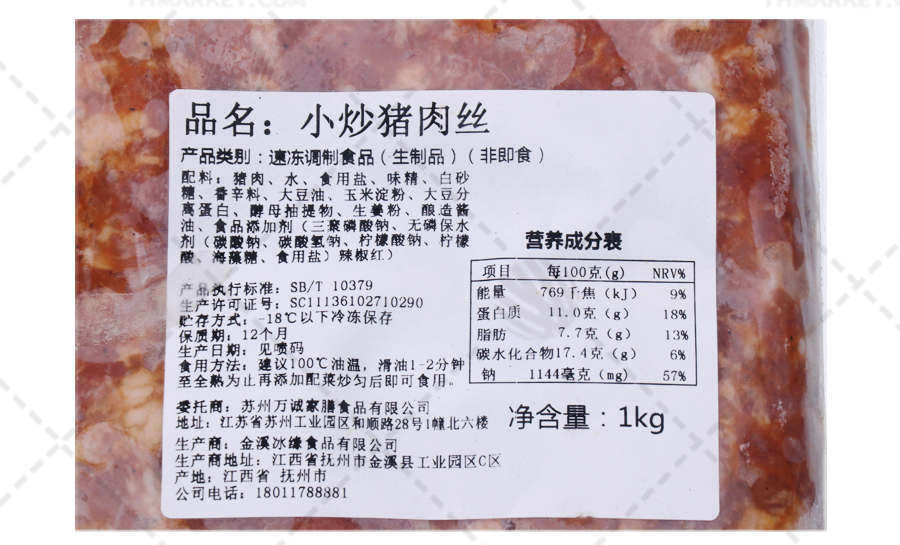 品名：小炒猪肉丝
产品类别：速冻调制食品（生制品）（非即食）
配料：猪肉、水、食用盐、味精、白砂
糖、香辛料、大豆油、玉米淀粉、大豆分
离蛋白、酵母抽提物、生姜粉、酿造酱
油、食品添加剂（三聚磷酸钠、无磷保水
剂（碳酸钠、碳酸氢钠、柠檬酸钠、柠檬
酸、海藻糖、食用盐）辣椒红）
产品执行标准：SB/T 10379
生产许可证号：SC11136102710290
贮存方式：-18℃以下冷冻保存
保质期：12个月
生产日期：见喷码
食用方法：建议100℃油温，滑油1-2分钟
至全熟为止再添加配菜炒匀后即可食用。
营养成分表
项目 每100克(g) NRV%
能量 769千焦（kJ） 9%
蛋白质 11.0克（g） 18%
脂肪 7.7克（g） 13%
碳水化合物17.4克（g） 6%
钠 1144毫克（mg） 57%
委托商：苏州万诚家膳食品有限公司
地址：江苏省苏州工业园区和顺路28号1幢北六楼
净含量：1kg
生产商：金溪冰缘食品有限公司
生产商地址：江西省抚州市金溪县工业园区C区
产地：江西省 抚州市
公司电话：18011788881